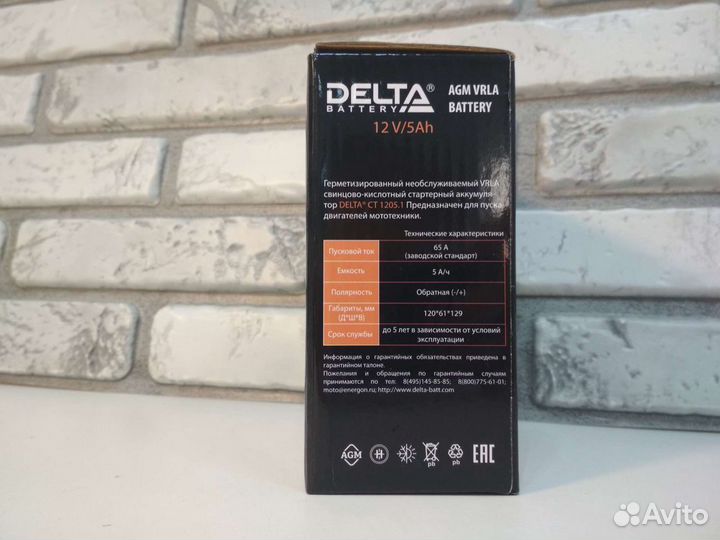 DELTA®
BATTERY
AGM VRLA
BATTERY
12 V/5Ah
Герметизированный необслуживаемый VRLA
свинцово-кислотный стартерный аккумуля
тор DELTA® CT 1205.1 Предназначен для пуска
двигателей мототехники.
Технические характеристики
Пусковой ток
65 А
(заводской стандарт)
Емкость
5 А/ч
Полярность
Обратная (-/+)
Габариты, мм
(Д*Ш*В)
120*61*129
Срок службы
до 5 лет в зависимости от условий
эксплуатации
Информация о гарантийных обязательствах приведена в
гарантийном талоне.
Пожелания и обращения по гарантийным случаям
принимаются по тел: 8(495)145-85-85; 8(800)775-61-01;
moto@energon.ru; http://www.delta-batt.com
AGM
Pb
Pb
EAC
Avito